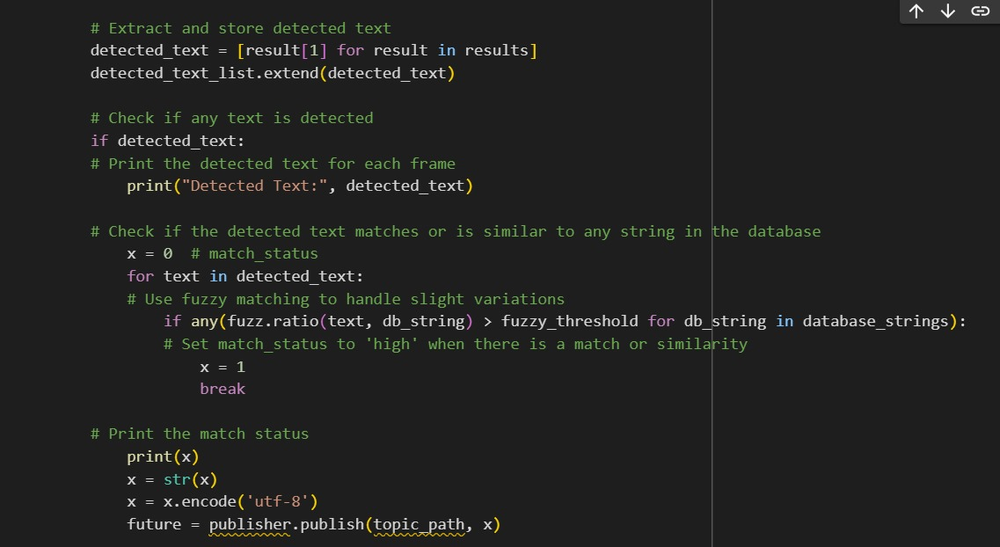 # Extract and store detected text
detected_text = [result[1] for result in results]
detected_text_list.extend(detected_text)
# Check if any text is detected
if detected_text:
# Print the detected text for each frame
print("Detected Text:", detected_text)
# Check if the detected text matches or is similar to any string in the database
x = 0  # match_status
for text in detected_text:
# Use fuzzy matching to handle slight variations
if any(fuzz.ratio(text, db_string) > fuzzy_threshold for db_string in database_strings):
# Set match_status to 'high' when there is a match or similarity
x = 1
break
# Print the match status
print(x)
x = str(x)
x = x.encode('utf-8')
future = publisher.publish(topic_path, x)